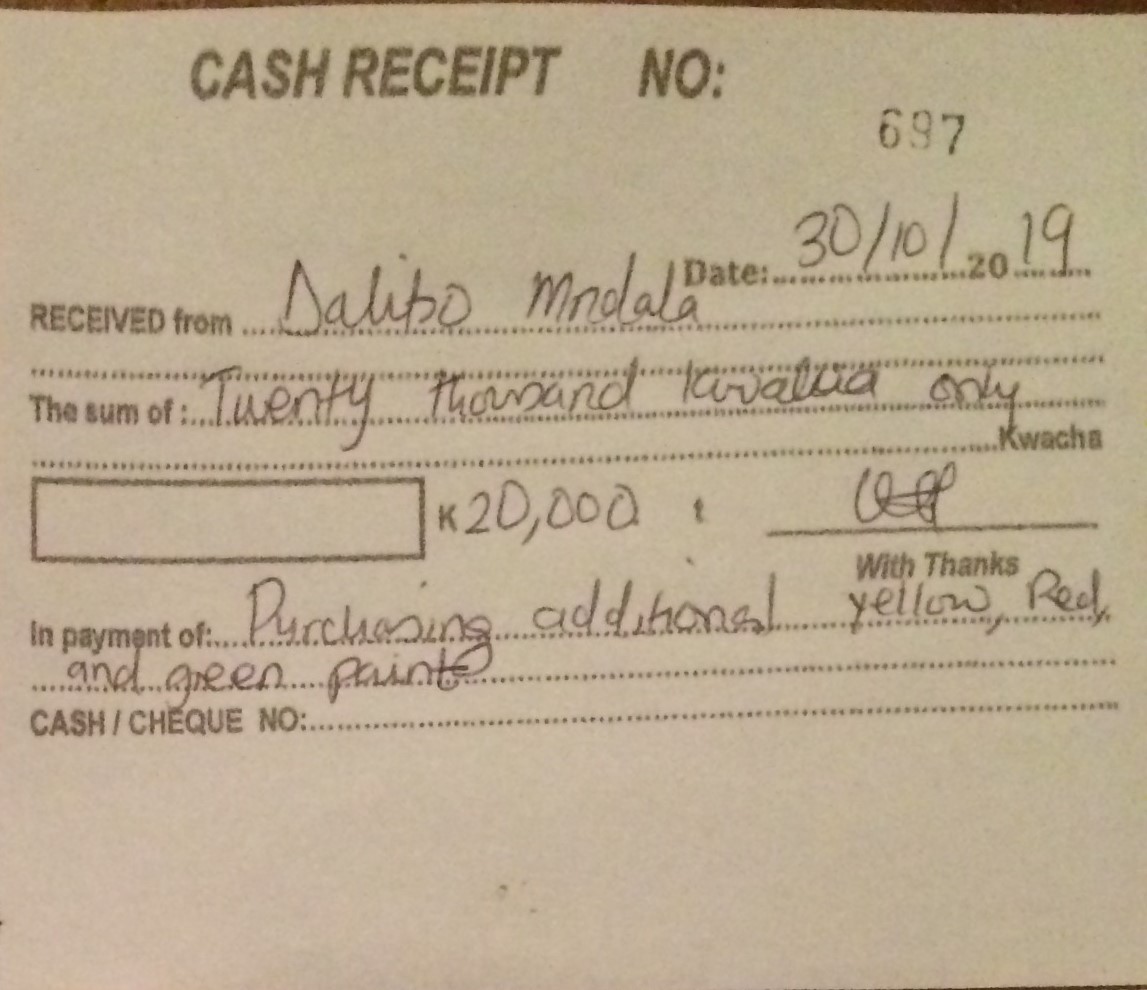 CASH RECEIPT NO:
697
Date: 30/10/ 2019
RECEIVED from Dalitso Mndala
The sum of: Twenty thousand kwacha only
Kwacha
K 20,000 t
With Thanks
In payment of: Purchasing additional yellow, Red,
and green paint
CASH / CHEQUE NO: